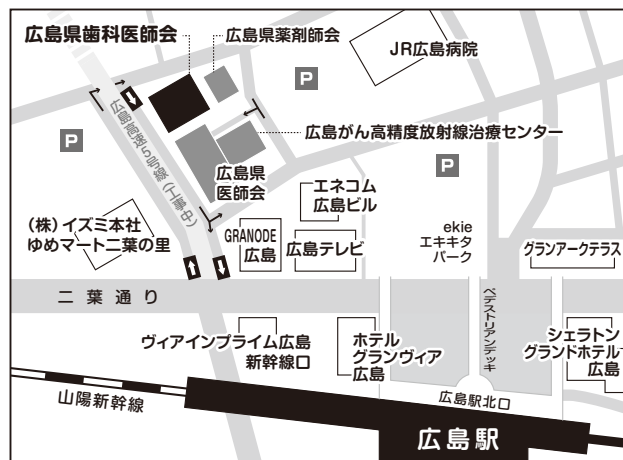 広島県歯科医師会
広島県薬剤師会
JR広島病院
P
P
広島高速5号線(工事中)
広島がん高精度放射線治療センター
広島県
医師会
P
エネコム
広島ビル
(株)イズミ本社
ゆめマート二葉の里
GRANODE
広島
広島テレビ
ekie
エキキタ
パーク
グランアークテラス
二葉通り
ペデストリアンデッキ
ヴィアインプライム広島
新幹線口
ホテル
グランヴィア
広島
シェラトン
グランドホテル
広島
山陽新幹線
広島駅北口
広島駅